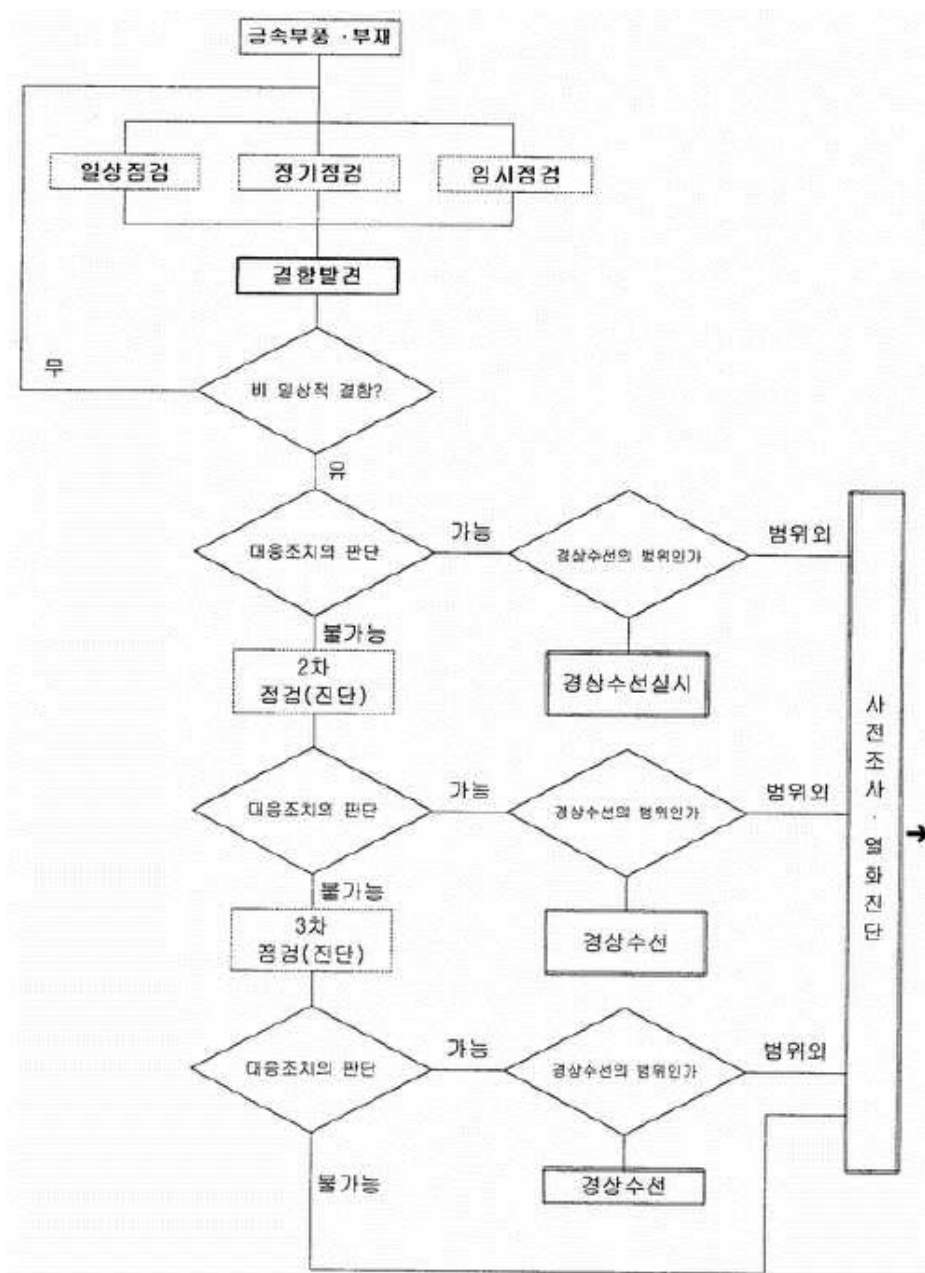 금속부품·부재
일상점검
정기점검
임시점검
결함발견
무
비 일상적 결함?
유
대응조치의 판단
가능
경상수선의 범위인가
범위외
불가능
2차
점검(진단)
경상수선실시
대응조치의 판단
가능
경상수선의 범위인가
범위외
불가능
3차
점검(진단)
경상수선
대응조치의 판단
가능
경상수선의 범위인가
범위외
불가능
경상수선
사전조사·열화진단